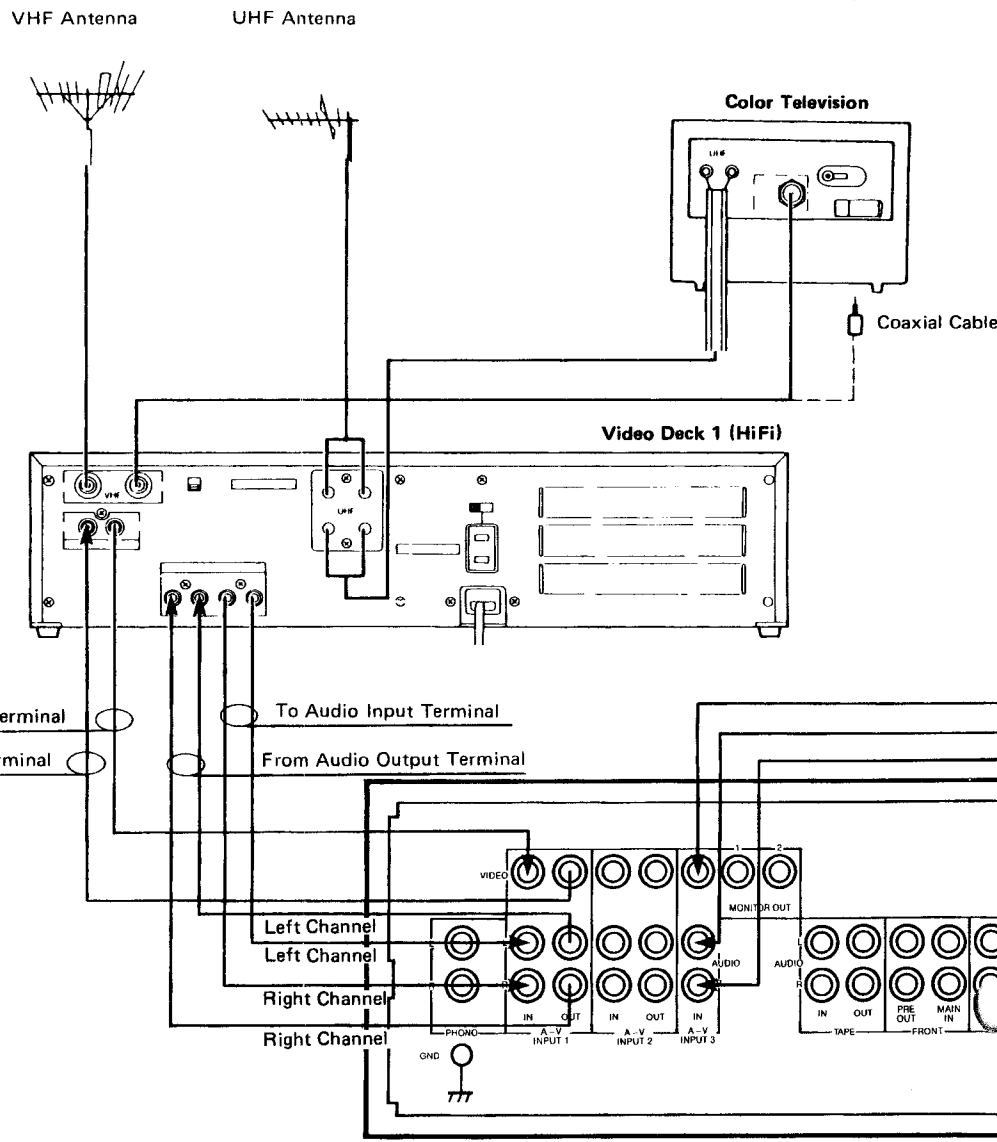 VHF Antenna
UHF Antenna
Color Television
UHF
Coaxial Cable
Video Deck 1 (HiFi)
VHF
UHF
erminal
To Audio Input Terminal
rminal
From Audio Output Terminal
1
2
VIDEO
MONITOR OUT
Left Channel
Left Channel
AUDIO
AUDIO
L
Right Channel
R
IN
OUT
IN
OUT
IN
IN
OUT
PRE OUT
MAIN IN
PHONO
A-V INPUT 1
A-V INPUT 2
A-V INPUT 3
TAPE
FRONT
Right Channel
GND